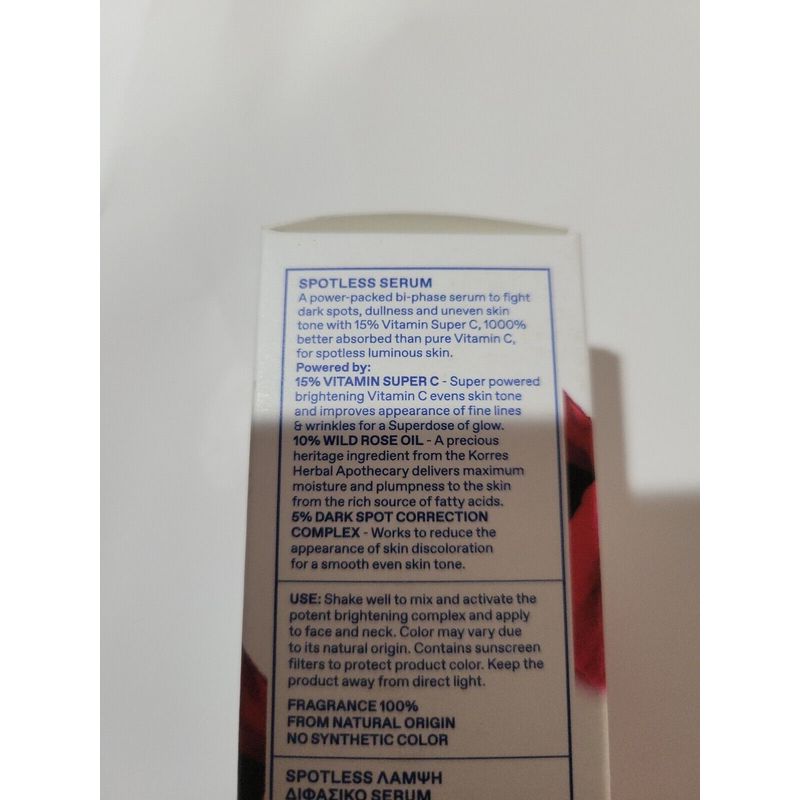 SPOTLESS SERUM
A power-packed bi-phase serum to fight
dark spots, dullness and uneven skin
tone with 15% Vitamin Super C, 1000%
better absorbed than pure Vitamin C,
for spotless luminous skin.
Powered by:
15% VITAMIN SUPER C - Super powered
brightening Vitamin C evens skin tone
and improves appearance of fine lines
& wrinkles for a Superdose of glow.
10% WILD ROSE OIL - A precious
heritage ingredient from the Korres
Herbal Apothecary delivers maximum
moisture and plumpness to the skin
from the rich source of fatty acids.
5% DARK SPOT CORRECTION
COMPLEX - Works to reduce the
appearance of skin discoloration
for a smooth even skin tone.
USE: Shake well to mix and activate the
potent brightening complex and apply
to face and neck. Color may vary due
to its natural origin. Contains sunscreen
filters to protect product color. Keep the
product away from direct light.
FRAGRANCE 100%
FROM NATURAL ORIGIN
NO SYNTHETIC COLOR
SPOTLESS ΛΑΜΨΗ
ΔΙΦΑΣΙΚΟ SERUM